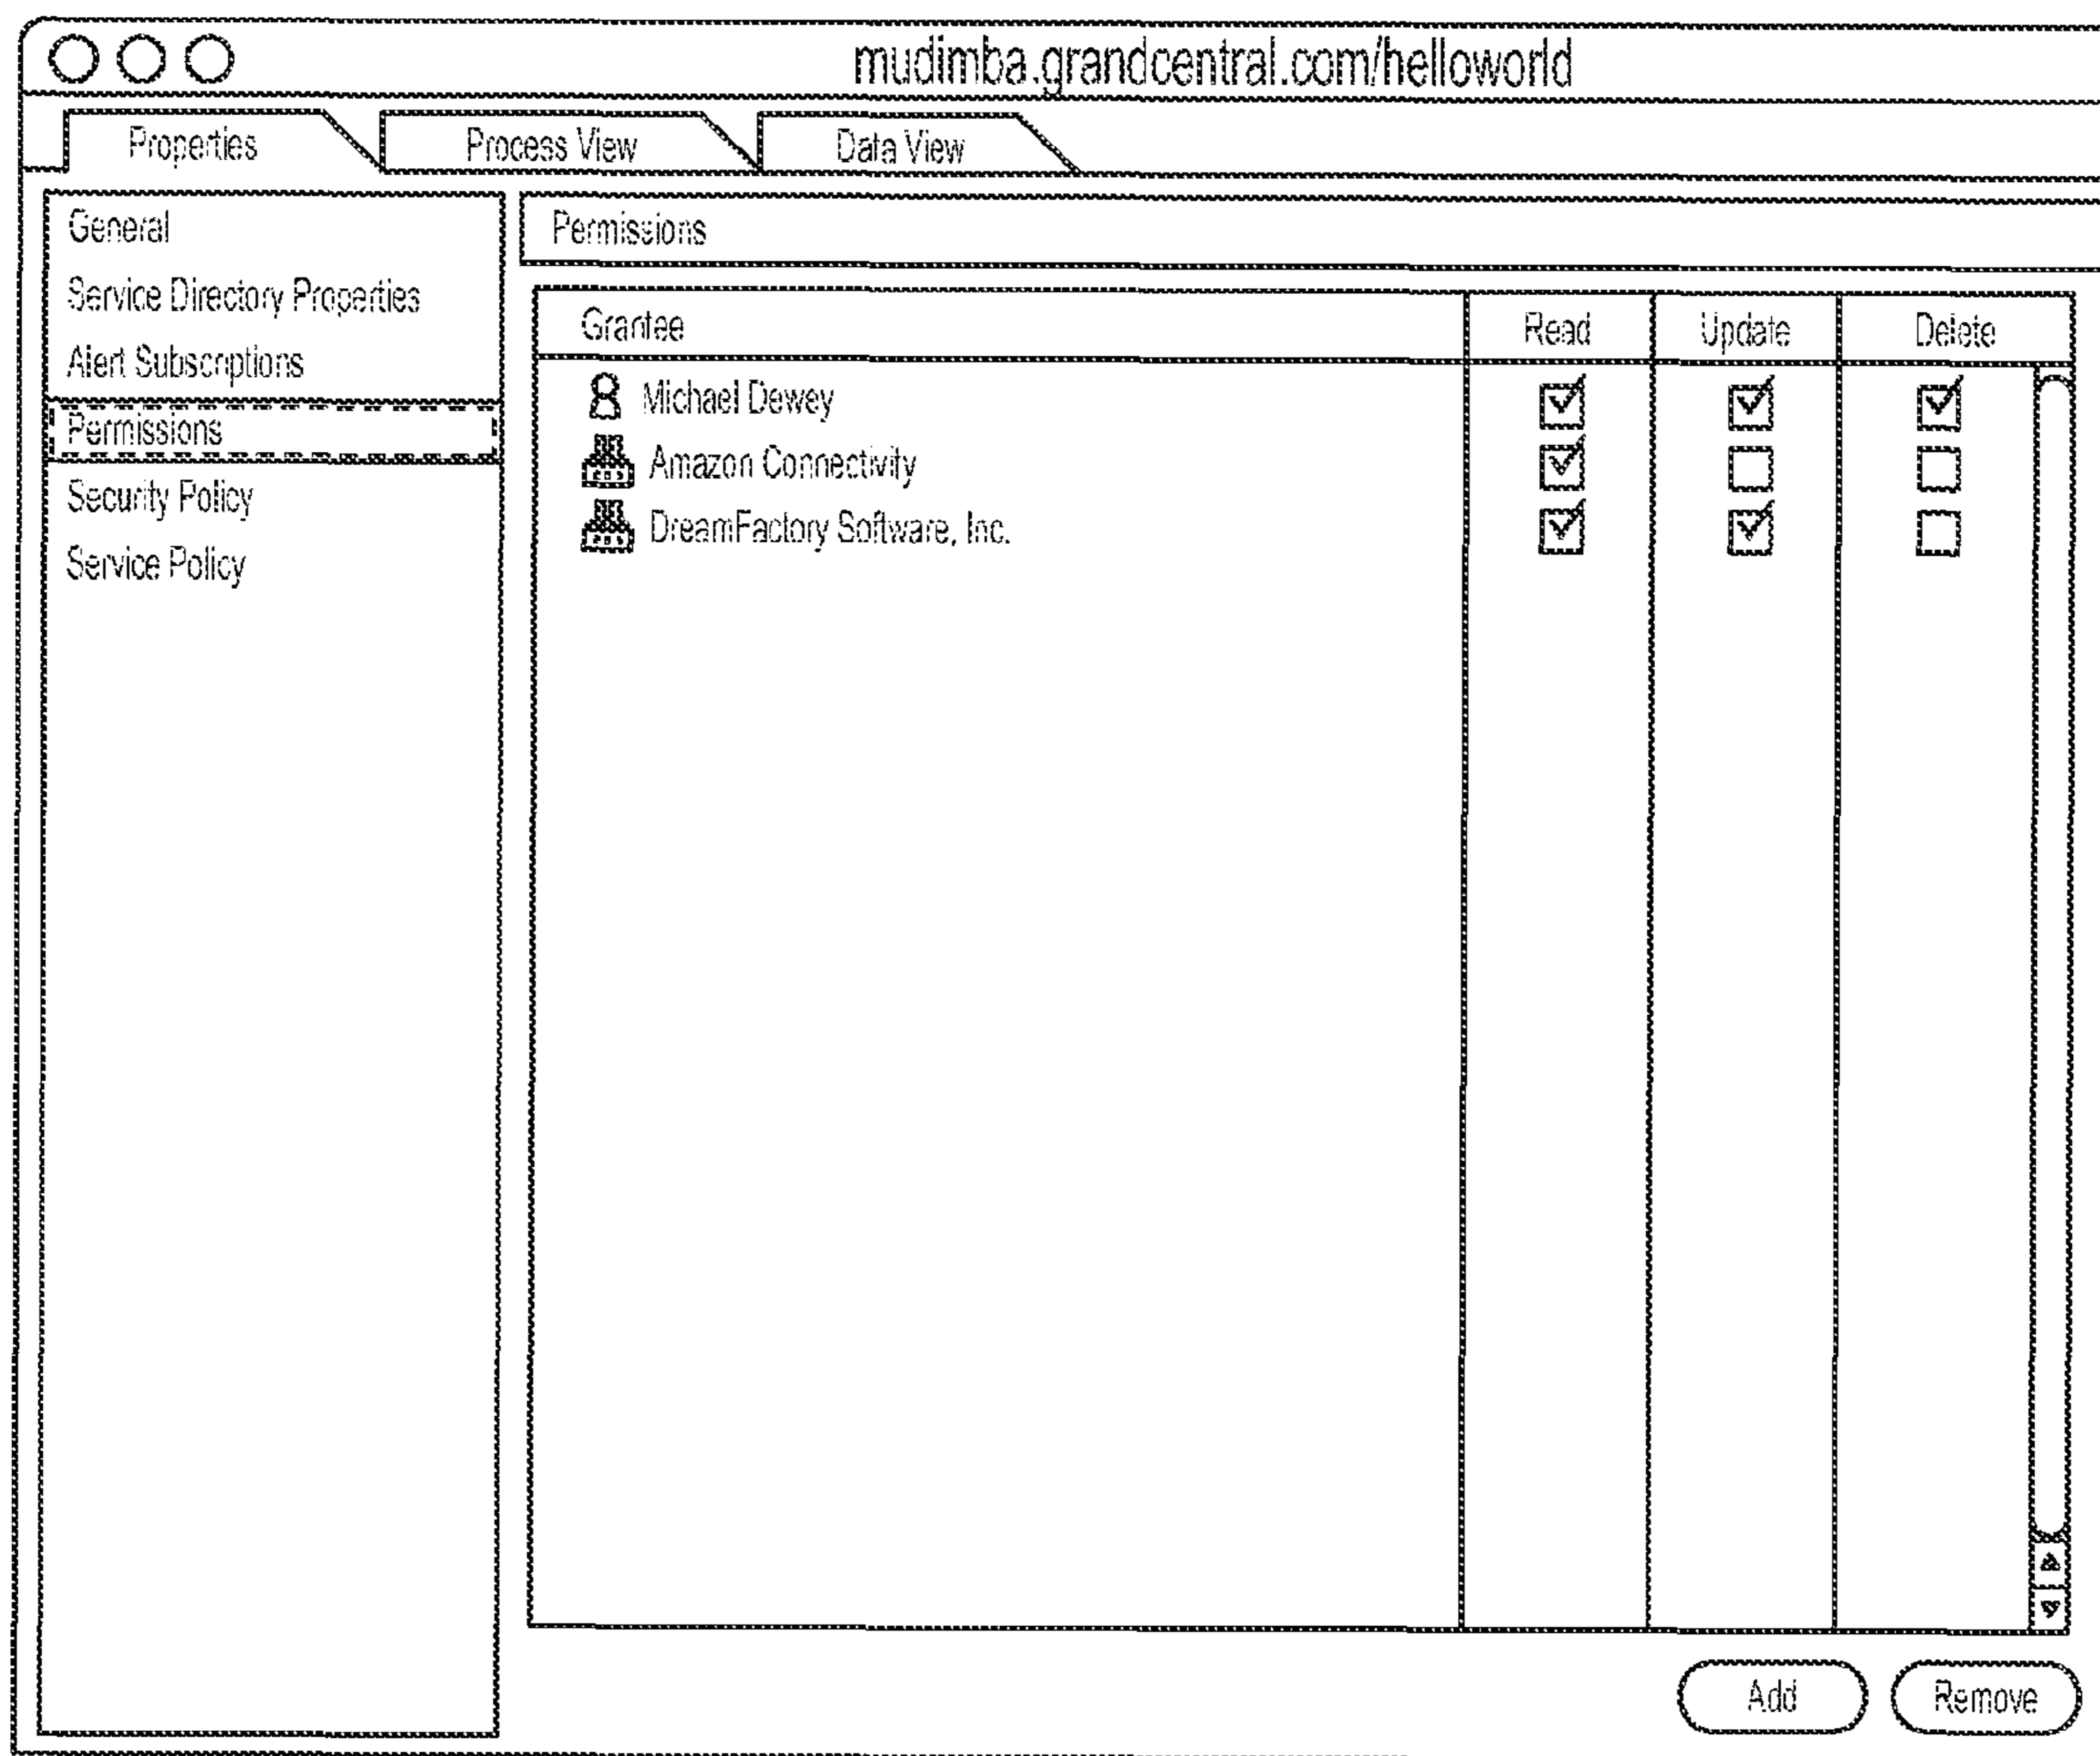 mudimba.grandcentral.com/helloworld
Properties
Process View
Data View
General
Service Directory Properties
Alert Subscriptions
Permissions
Security Policy
Service Policy
Permissions
Grantee Read Update Delete
Michael Dewey
Amazon Connectivity
DreamFactory Software, Inc.
Add
Remove